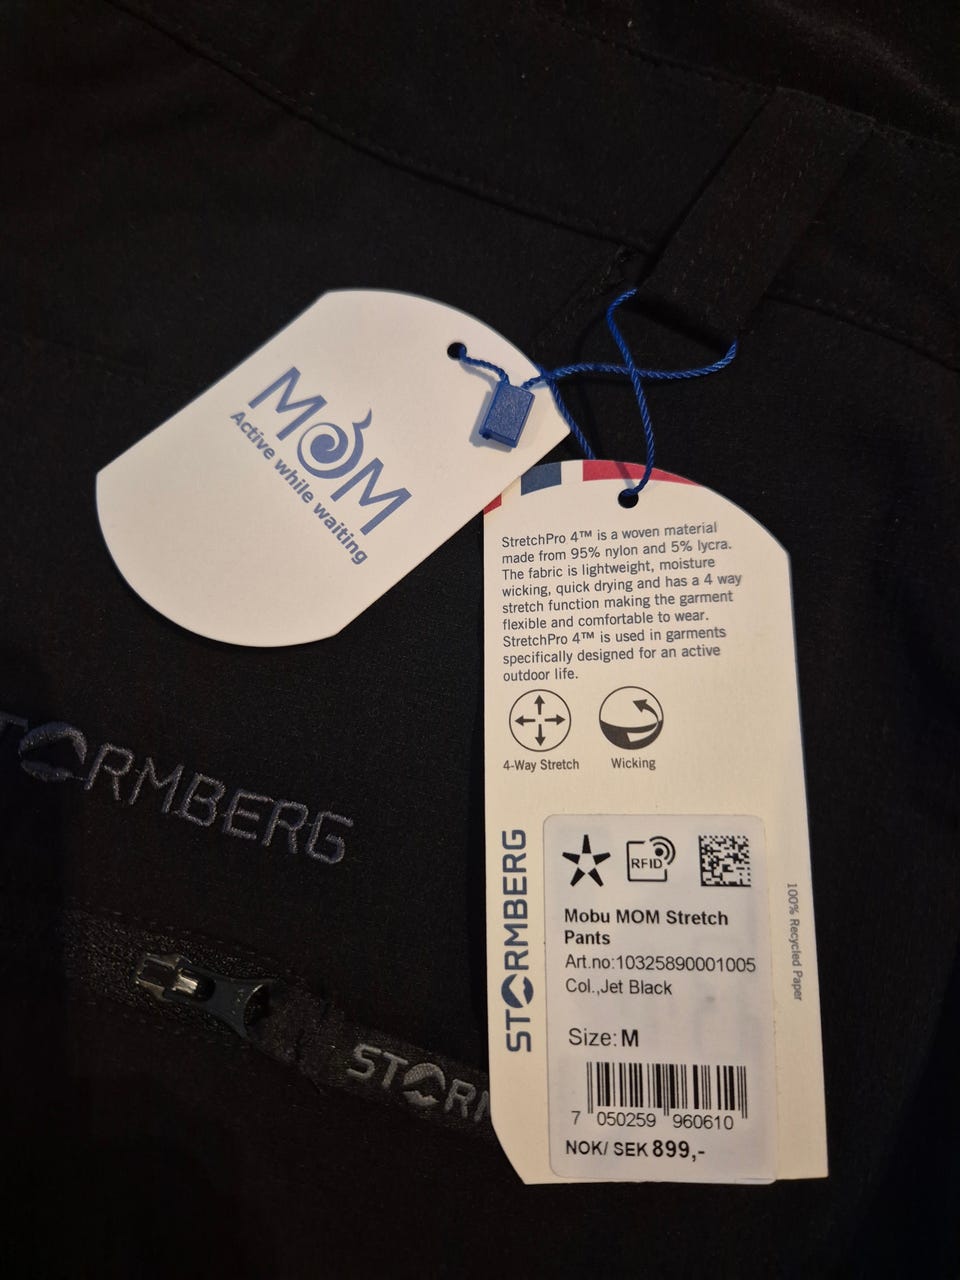 MOM
Active while waiting
StretchPro 4™ is a woven material
made from 95% nylon and 5% lycra.
The fabric is lightweight, moisture
wicking, quick drying and has a 4 way
stretch function making the garment
flexible and comfortable to wear.
StretchPro 4™ is used in garments
specifically designed for an active
outdoor life.
4-Way Stretch
Wicking
STORMBERG
RFID
Mobu MOM Stretch
Pants
Art.no:10325890001005
Col.,Jet Black
Size: M
7 050259 960610
NOK/ SEK 899,-
100% Recycled Paper
TORMBERG
STORM